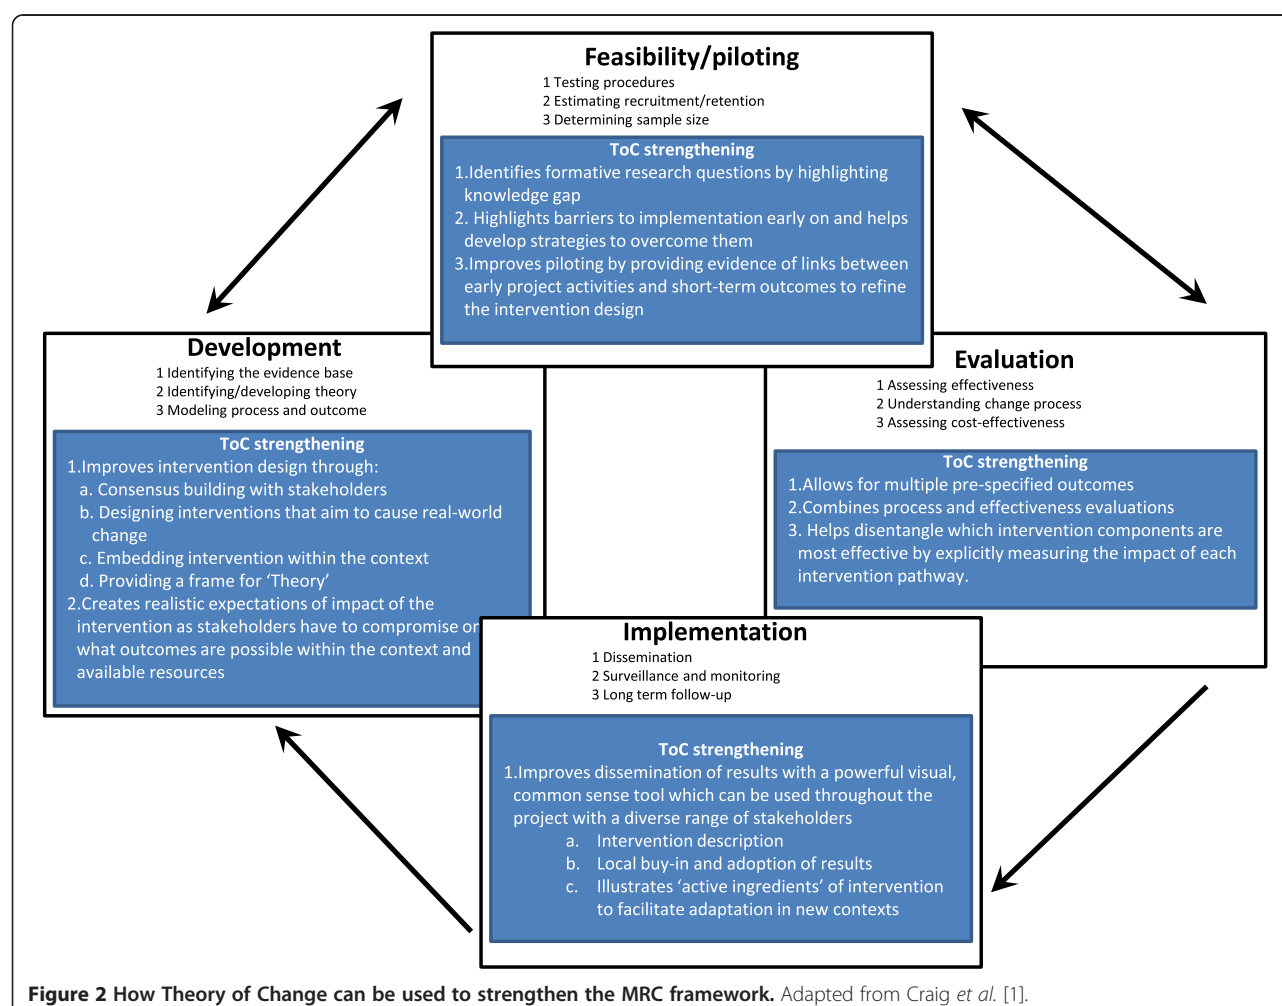 Feasibility/piloting
1 Testing procedures
2 Estimating recruitment/retention
3 Determining sample size
ToC strengthening
1.Identifies formative research questions by highlighting
knowledge gap
2. Highlights barriers to implementation early on and helps
develop strategies to overcome them
3.Improves piloting by providing evidence of links between
early project activities and short-term outcomes to refine
the intervention design
Development
1 Identifying the evidence base
2 Identifying/developing theory
3 Modeling process and outcome
ToC strengthening
1.Improves intervention design through:
a. Consensus building with stakeholders
b. Designing interventions that aim to cause real-world
change
c. Embedding intervention within the context
d. Providing a frame for ‘Theory’
2.Creates realistic expectations of impact of the
intervention as stakeholders have to compromise on
what outcomes are possible within the context and
available resources
Evaluation
1 Assessing effectiveness
2 Understanding change process
3 Assessing cost-effectiveness
ToC strengthening
1.Allows for multiple pre-specified outcomes
2.Combines process and effectiveness evaluations
3. Helps disentangle which intervention components are
most effective by explicitly measuring the impact of each
intervention pathway.
Implementation
1 Dissemination
2 Surveillance and monitoring
3 Long term follow-up
ToC strengthening
1.Improves dissemination of results with a powerful visual,
common sense tool which can be used throughout the
project with a diverse range of stakeholders
a. Intervention description
b. Local buy-in and adoption of results
c. Illustrates ‘active ingredients’ of intervention
to facilitate adaptation in new contexts
Figure 2 How Theory of Change can be used to strengthen the MRC framework. Adapted from Craig et al. [1].